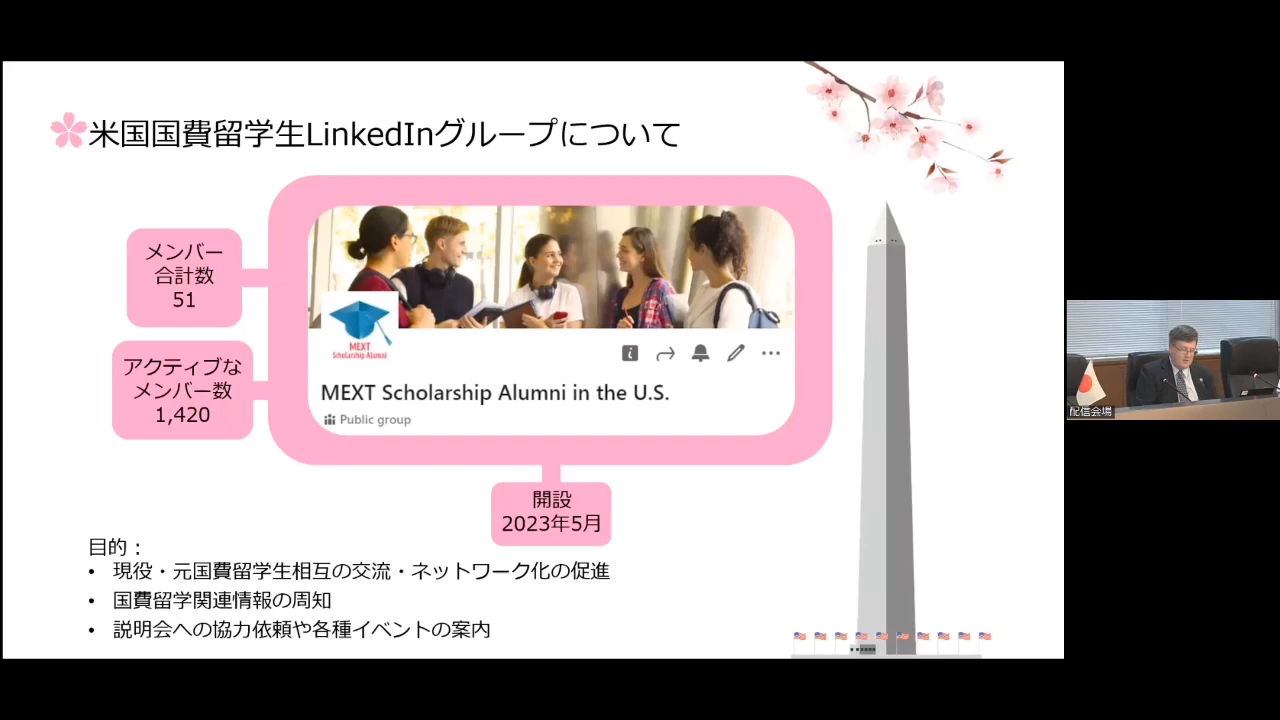 米国国費留学生LinkedInグループについて
メンバー
合計数
51
アクティブな
メンバー数
1,420
MEXT
Scholarship Alumni
MEXT Scholarship Alumni in the U.S.
Public group
開設
2023年5月
目的：
• 現役・元国費留学生相互の交流・ネットワーク化の促進
• 国費留学関連情報の周知
• 説明会への協力依頼や各種イベントの案内
配信会場